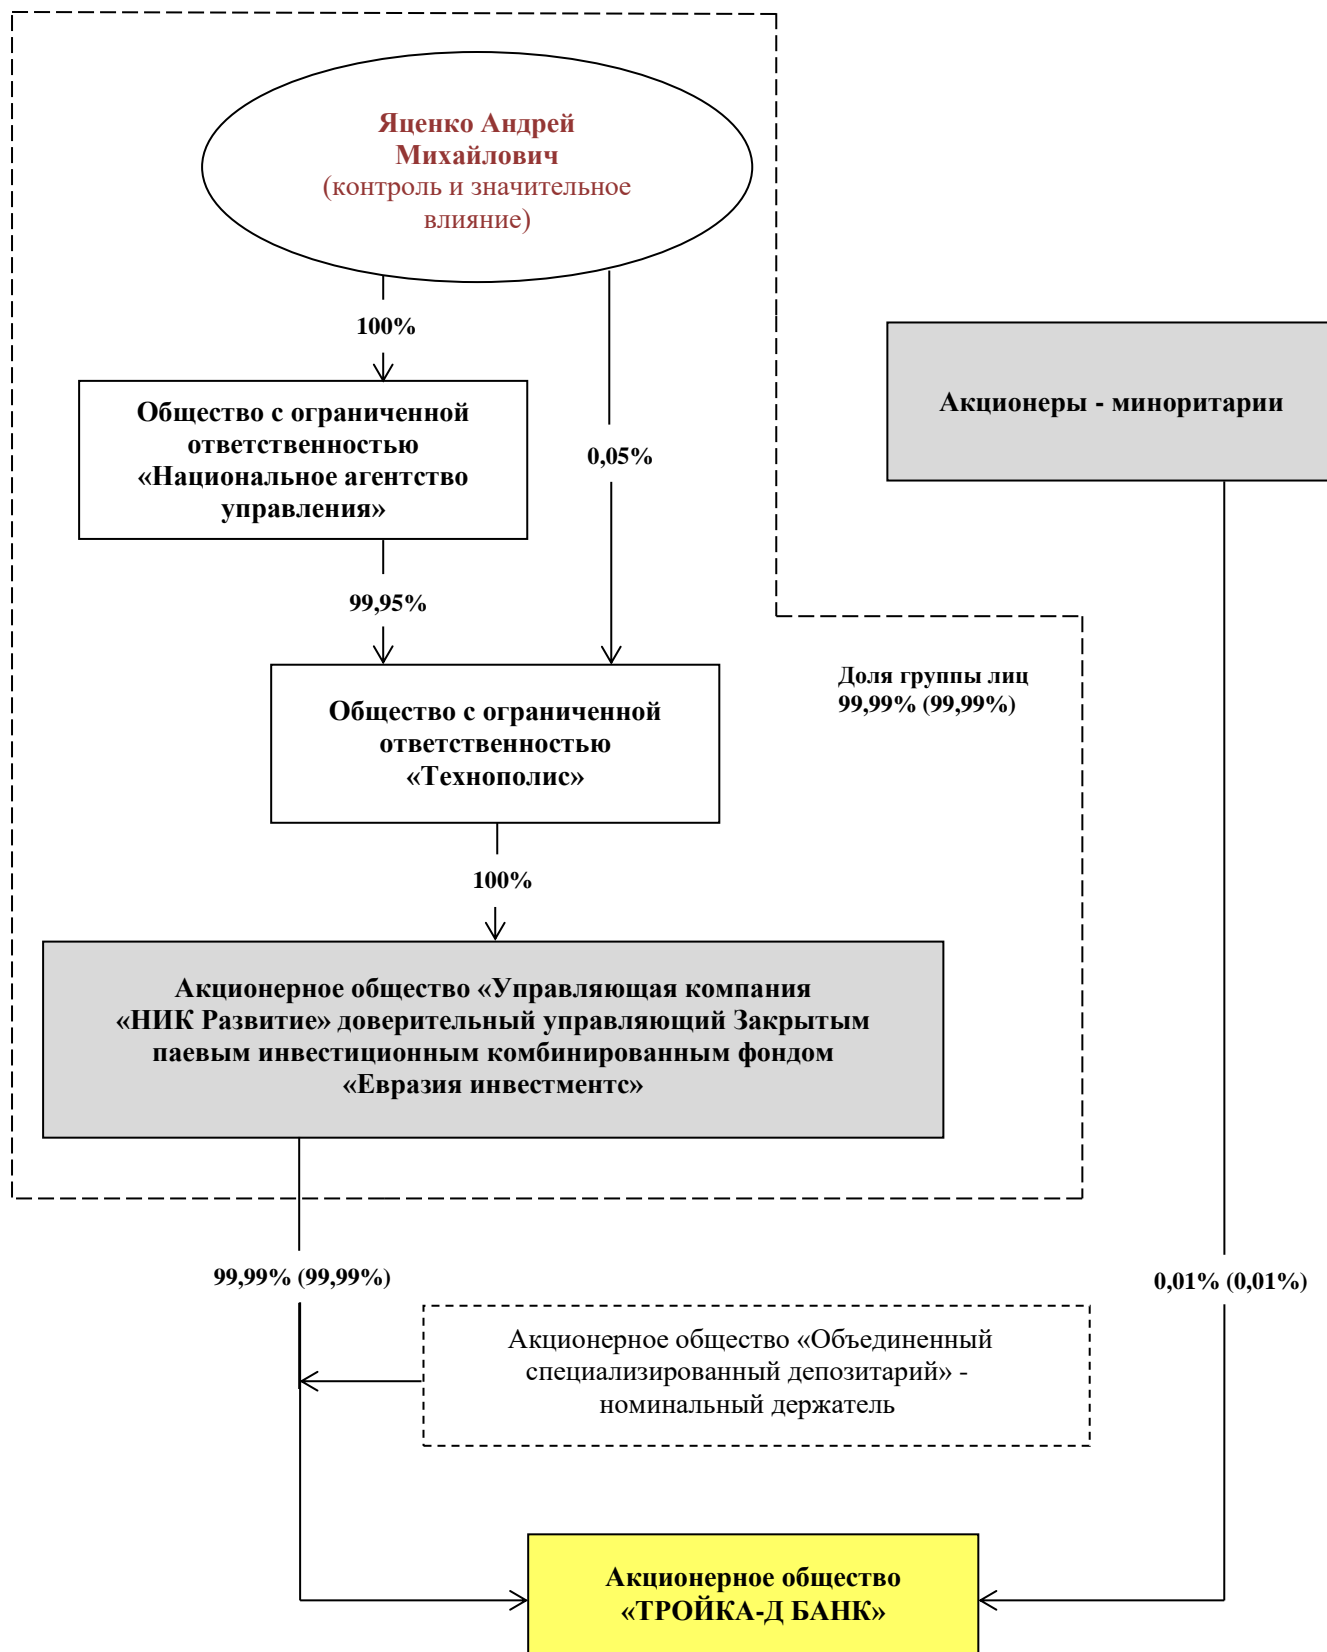 Яценко Андрей
Михайлович
(контроль и значительное
влияние)
100%
Общество с ограниченной
ответственностью
«Национальное агентство
управления»
0,05%
Акционеры - миноритарии
99,95%
Общество с ограниченной
ответственностью
«Технополис»
Доля группы лиц
99,99% (99,99%)
100%
Акционерное общество «Управляющая компания
«НИК Развитие» доверительный управляющий Закрытым
паевым инвестиционным комбинированным фондом
«Евразия инвестментс»
99,99% (99,99%)
0,01% (0,01%)
Акционерное общество «Объединенный
специализированный депозитарий» -
номинальный держатель
Акционерное общество
«ТРОЙКА-Д БАНК»